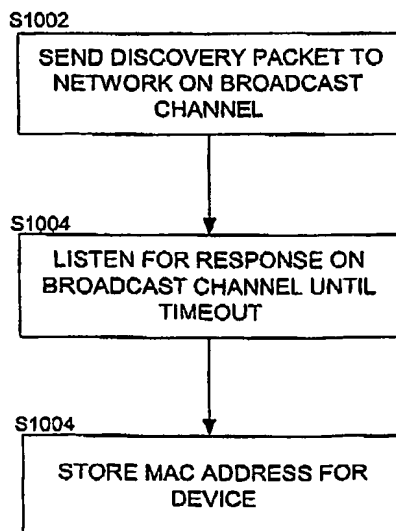 S1002
SEND DISCOVERY PACKET TO
NETWORK ON BROADCAST
CHANNEL
S1004
LISTEN FOR RESPONSE ON
BROADCAST CHANNEL UNTIL
TIMEOUT
S1004
STORE MAC ADDRESS FOR
DEVICE